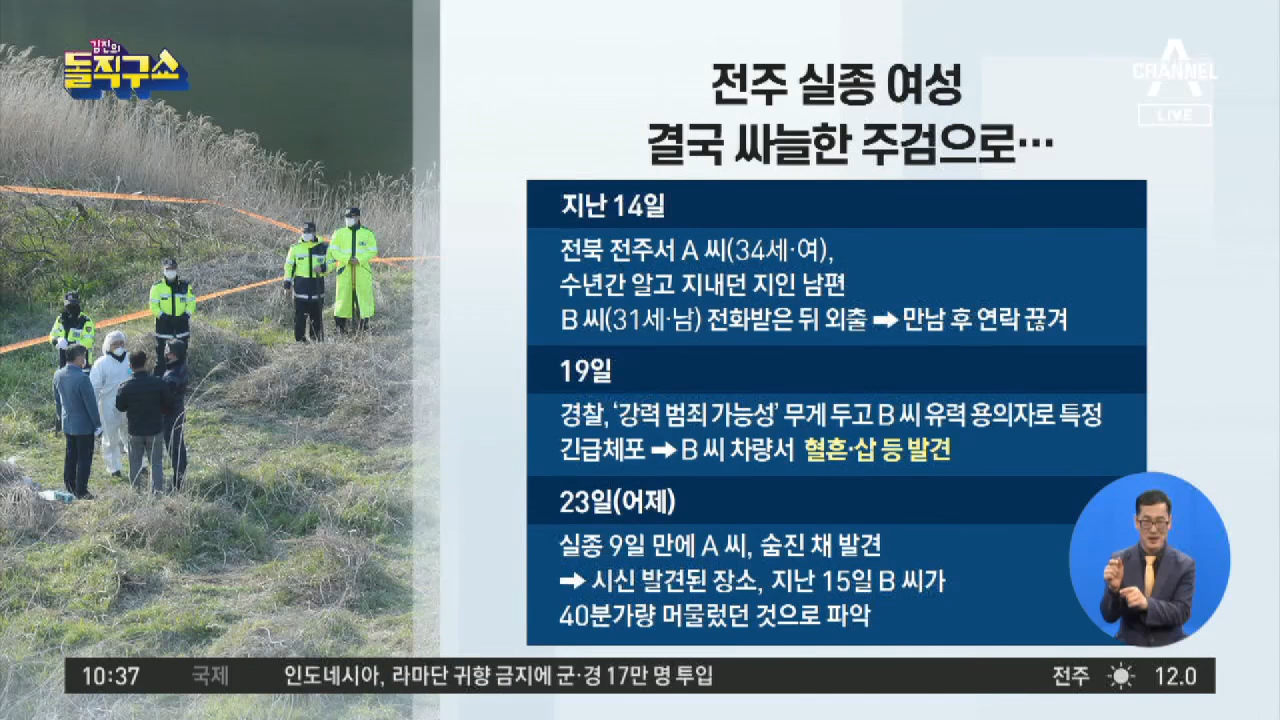 김진의
돌직구쇼
CHANNEL A
LIVE
전주 실종 여성
결국 싸늘한 주검으로…
지난 14일
전북 전주서 A 씨(34세·여),
수년간 알고 지내던 지인 남편
B 씨(31세·남) 전화받은 뒤 외출 ➡ 만남 후 연락 끊겨
19일
경찰, ‘강력 범죄 가능성’ 무게 두고 B 씨 유력 용의자로 특정
긴급체포 ➡ B 씨 차량서 혈흔·삽 등 발견
23일(어제)
실종 9일 만에 A 씨, 숨진 채 발견
➡ 시신 발견된 장소, 지난 15일 B 씨가
40분가량 머물렀던 것으로 파악
10:37 국제 인도네시아, 라마단 귀향 금지에 군·경 17만 명 투입 전주 12.0